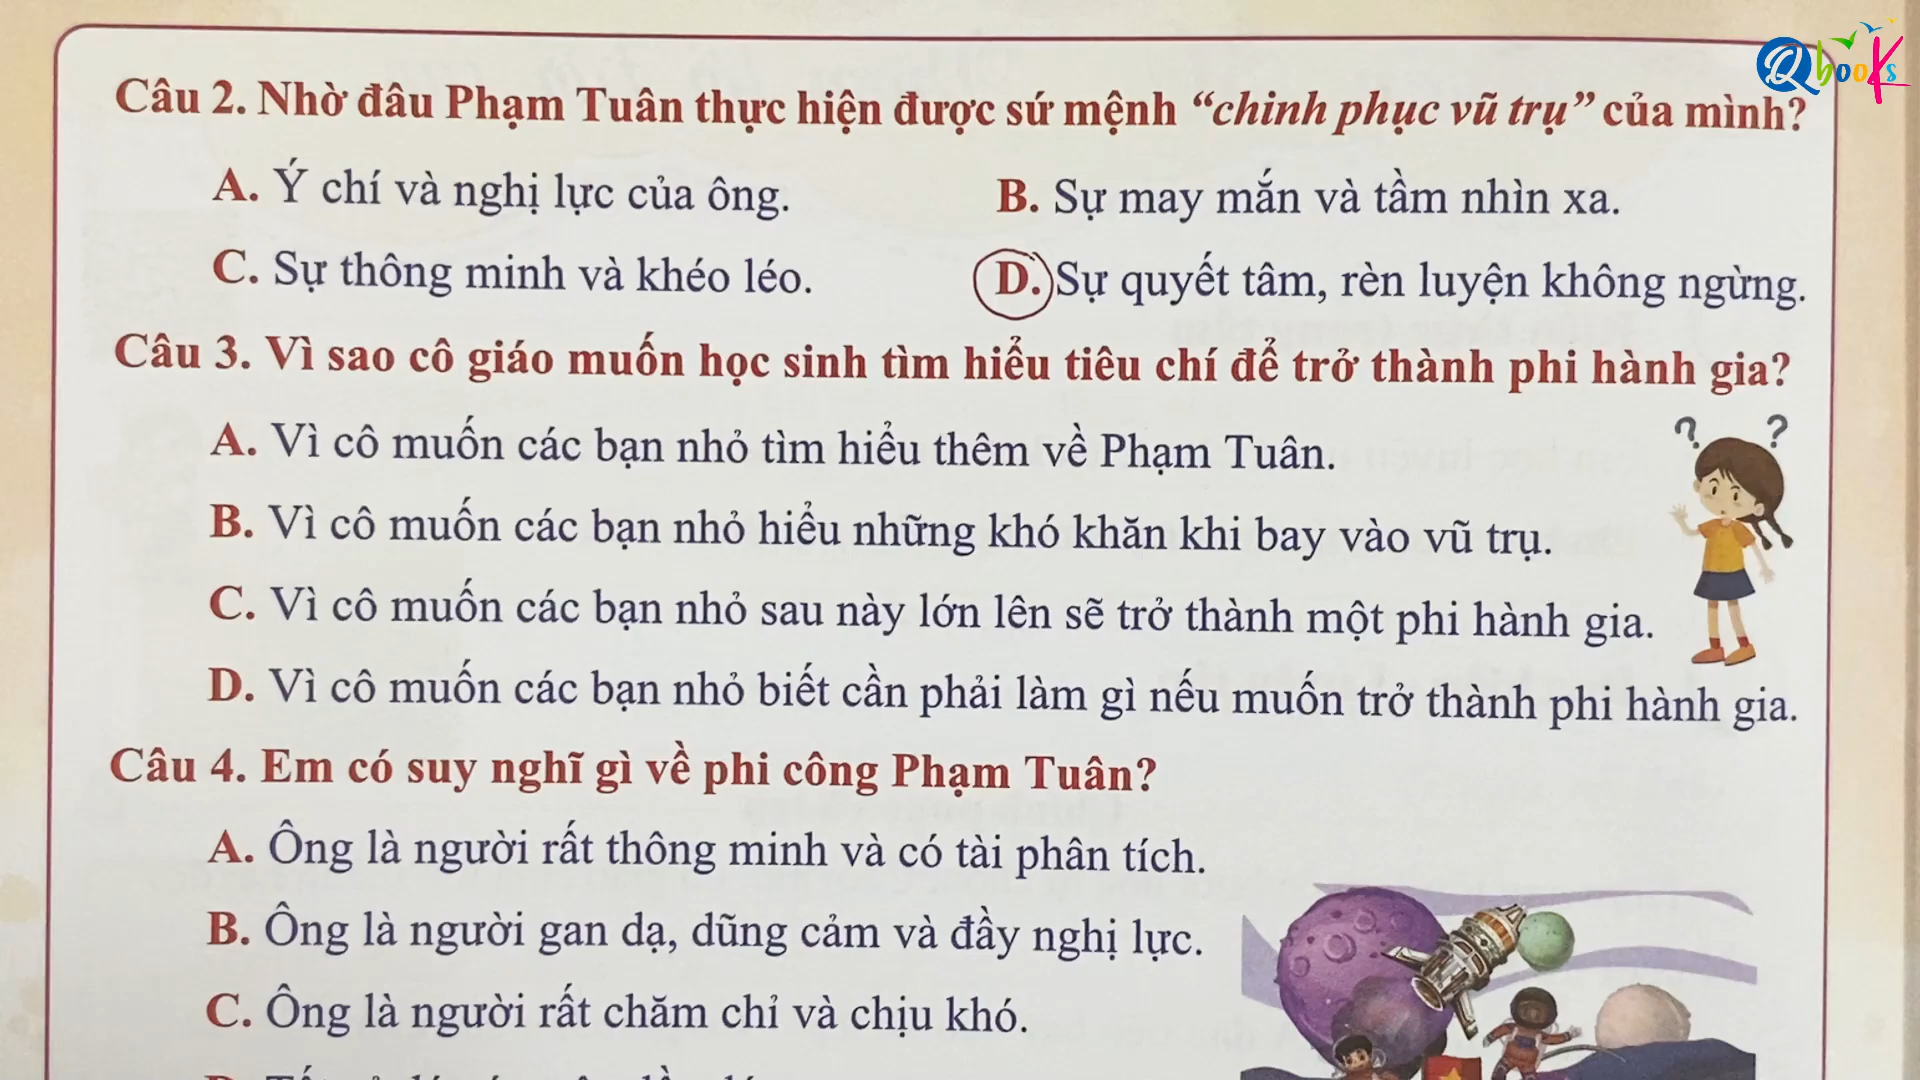 Qbooks
Câu 2. Nhờ đâu Phạm Tuân thực hiện được sứ mệnh “chinh phục vũ trụ” của mình?
A. Ý chí và nghị lực của ông.
B. Sự may mắn và tầm nhìn xa.
C. Sự thông minh và khéo léo.
D. Sự quyết tâm, rèn luyện không ngừng.
Câu 3. Vì sao cô giáo muốn học sinh tìm hiểu tiêu chí để trở thành phi hành gia?
A. Vì cô muốn các bạn nhỏ tìm hiểu thêm về Phạm Tuân.
? ?
B. Vì cô muốn các bạn nhỏ hiểu những khó khăn khi bay vào vũ trụ.
C. Vì cô muốn các bạn nhỏ sau này lớn lên sẽ trở thành một phi hành gia.
D. Vì cô muốn các bạn nhỏ biết cần phải làm gì nếu muốn trở thành phi hành gia.
Câu 4. Em có suy nghĩ gì về phi công Phạm Tuân?
A. Ông là người rất thông minh và có tài phân tích.
B. Ông là người gan dạ, dũng cảm và đầy nghị lực.
C. Ông là người rất chăm chỉ và chịu khó.